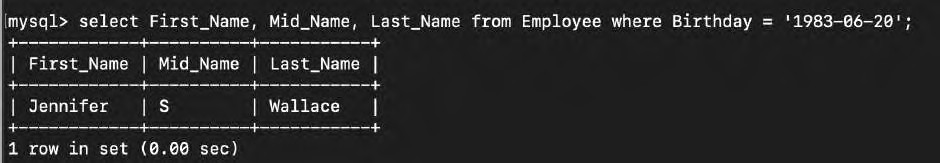 mysql> select First_Name, Mid_Name, Last_Name from Employee where Birthday = '1983-06-20';
+------------+----------+-----------+
| First_Name | Mid_Name | Last_Name |
+------------+----------+-----------+
| Jennifer   | S        | Wallace   |
+------------+----------+-----------+
1 row in set (0.00 sec)